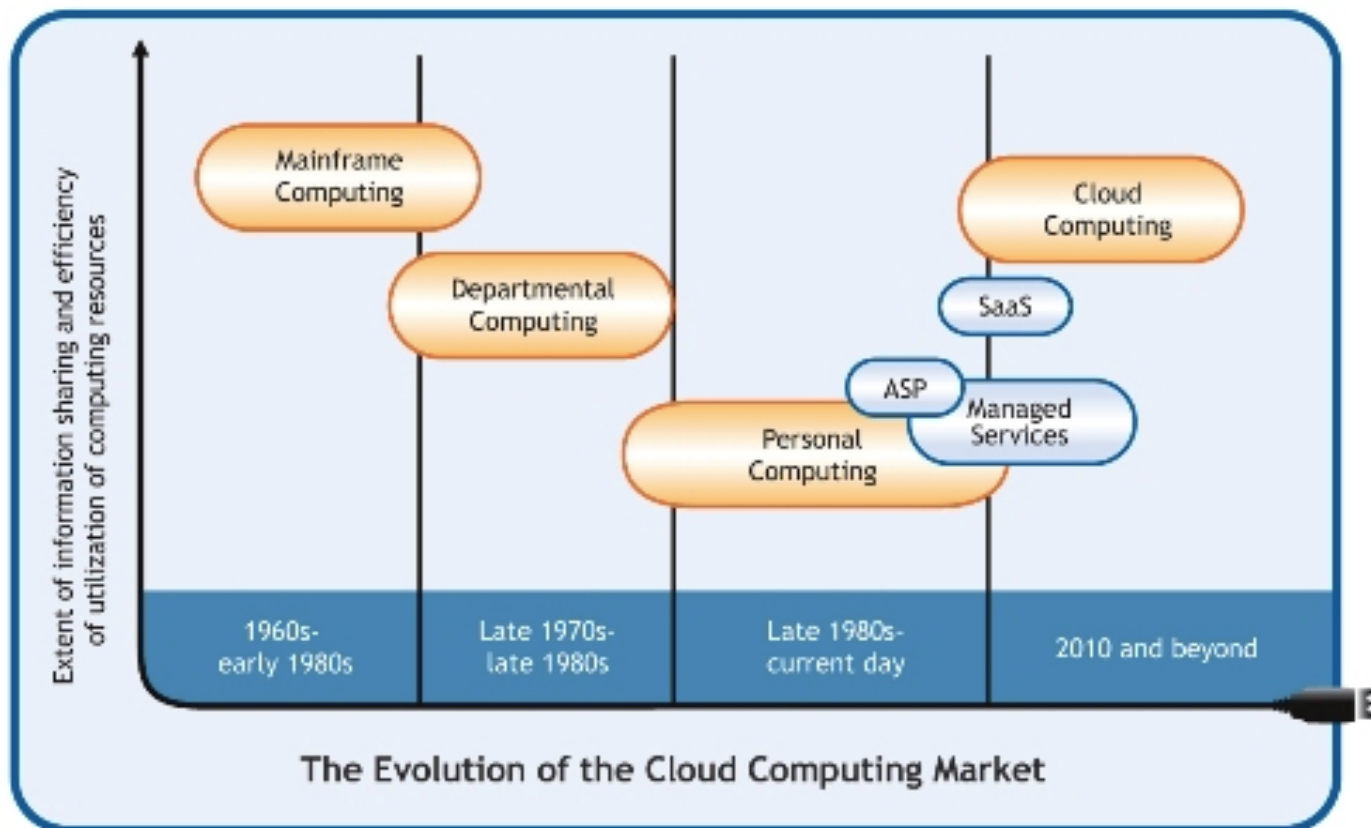 Extent of information sharing and efficiency
of utilization of computing resources
Mainframe
Computing
Departmental
Computing
Personal
Computing
ASP
Managed
Services
SaaS
Cloud
Computing
1960s-
early 1980s
Late 1970s-
late 1980s
Late 1980s-
current day
2010 and beyond
The Evolution of the Cloud Computing Market